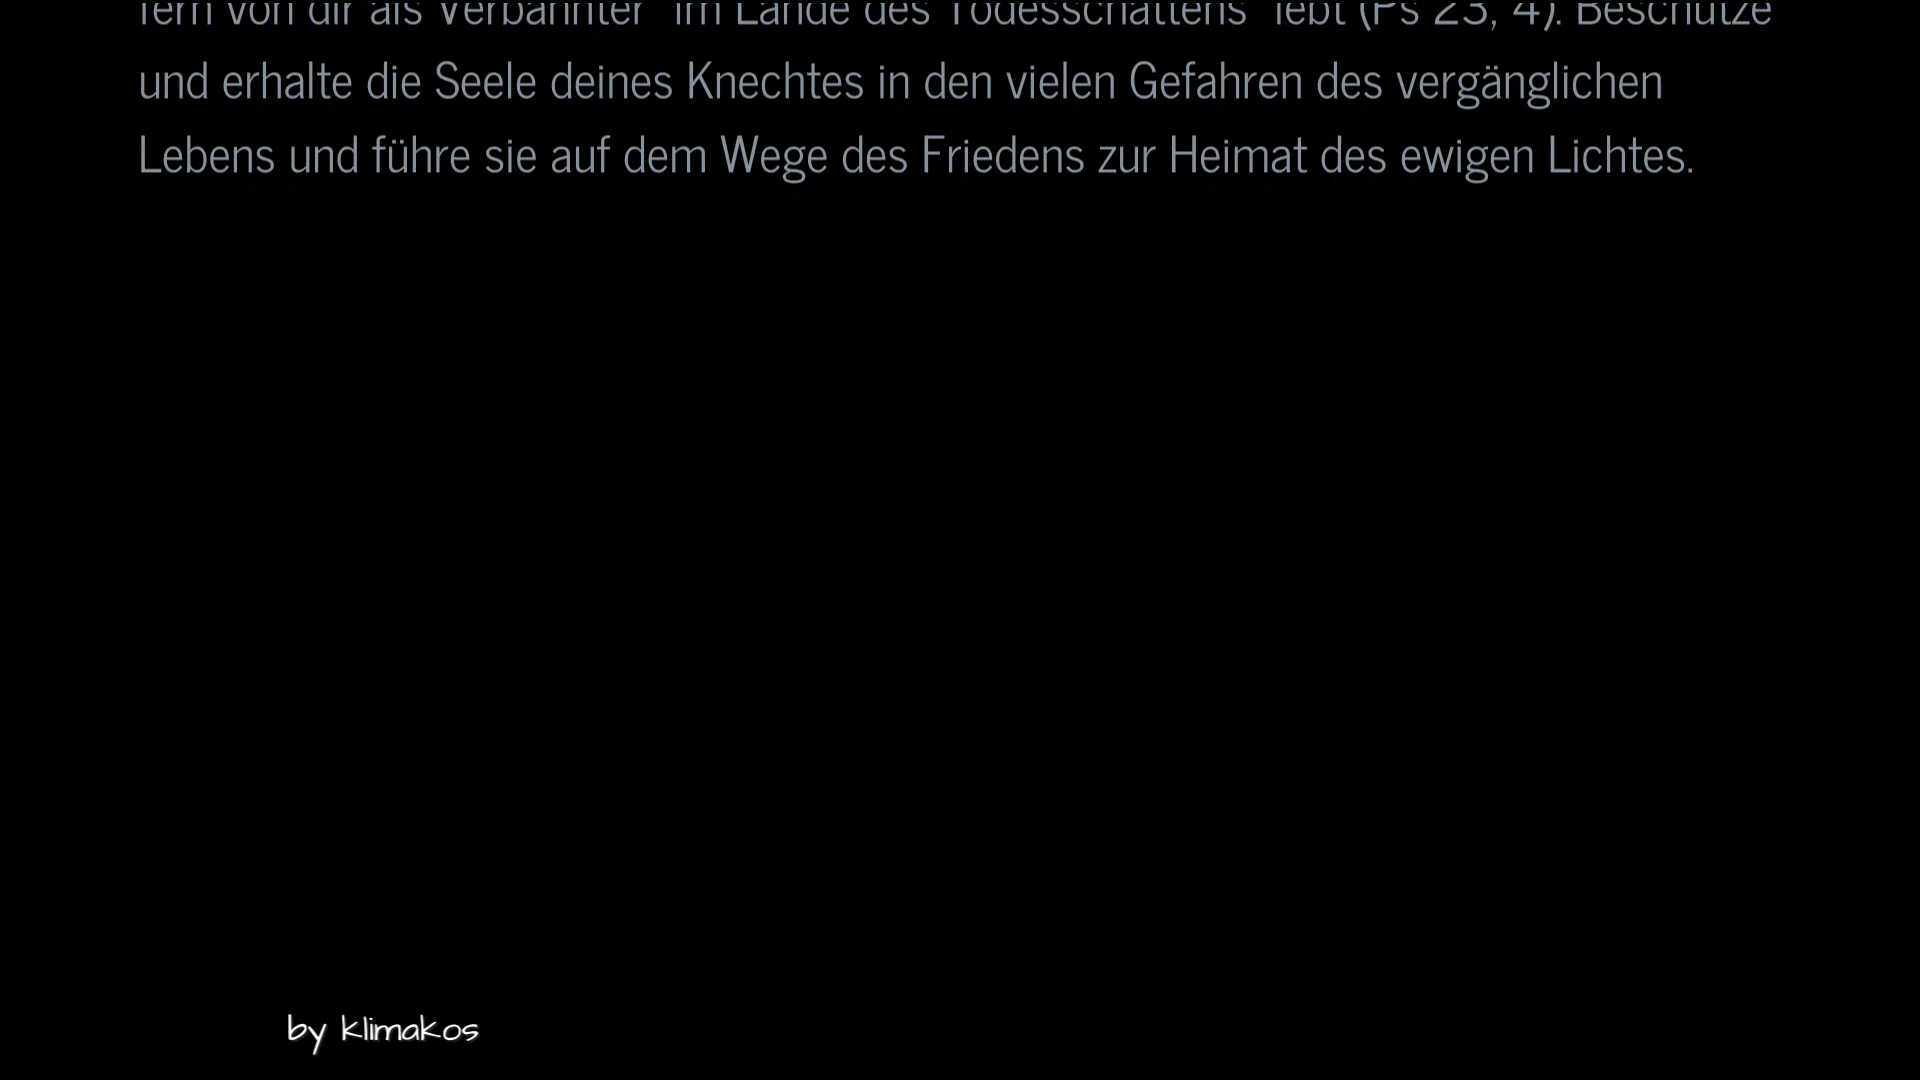 fern von dir als Verbannter "im Lande des Todesschattens" lebt (Ps 23, 4). Beschütze
und erhalte die Seele deines Knechtes in den vielen Gefahren des vergänglichen
Lebens und führe sie auf dem Wege des Friedens zur Heimat des ewigen Lichtes.
by klimakos